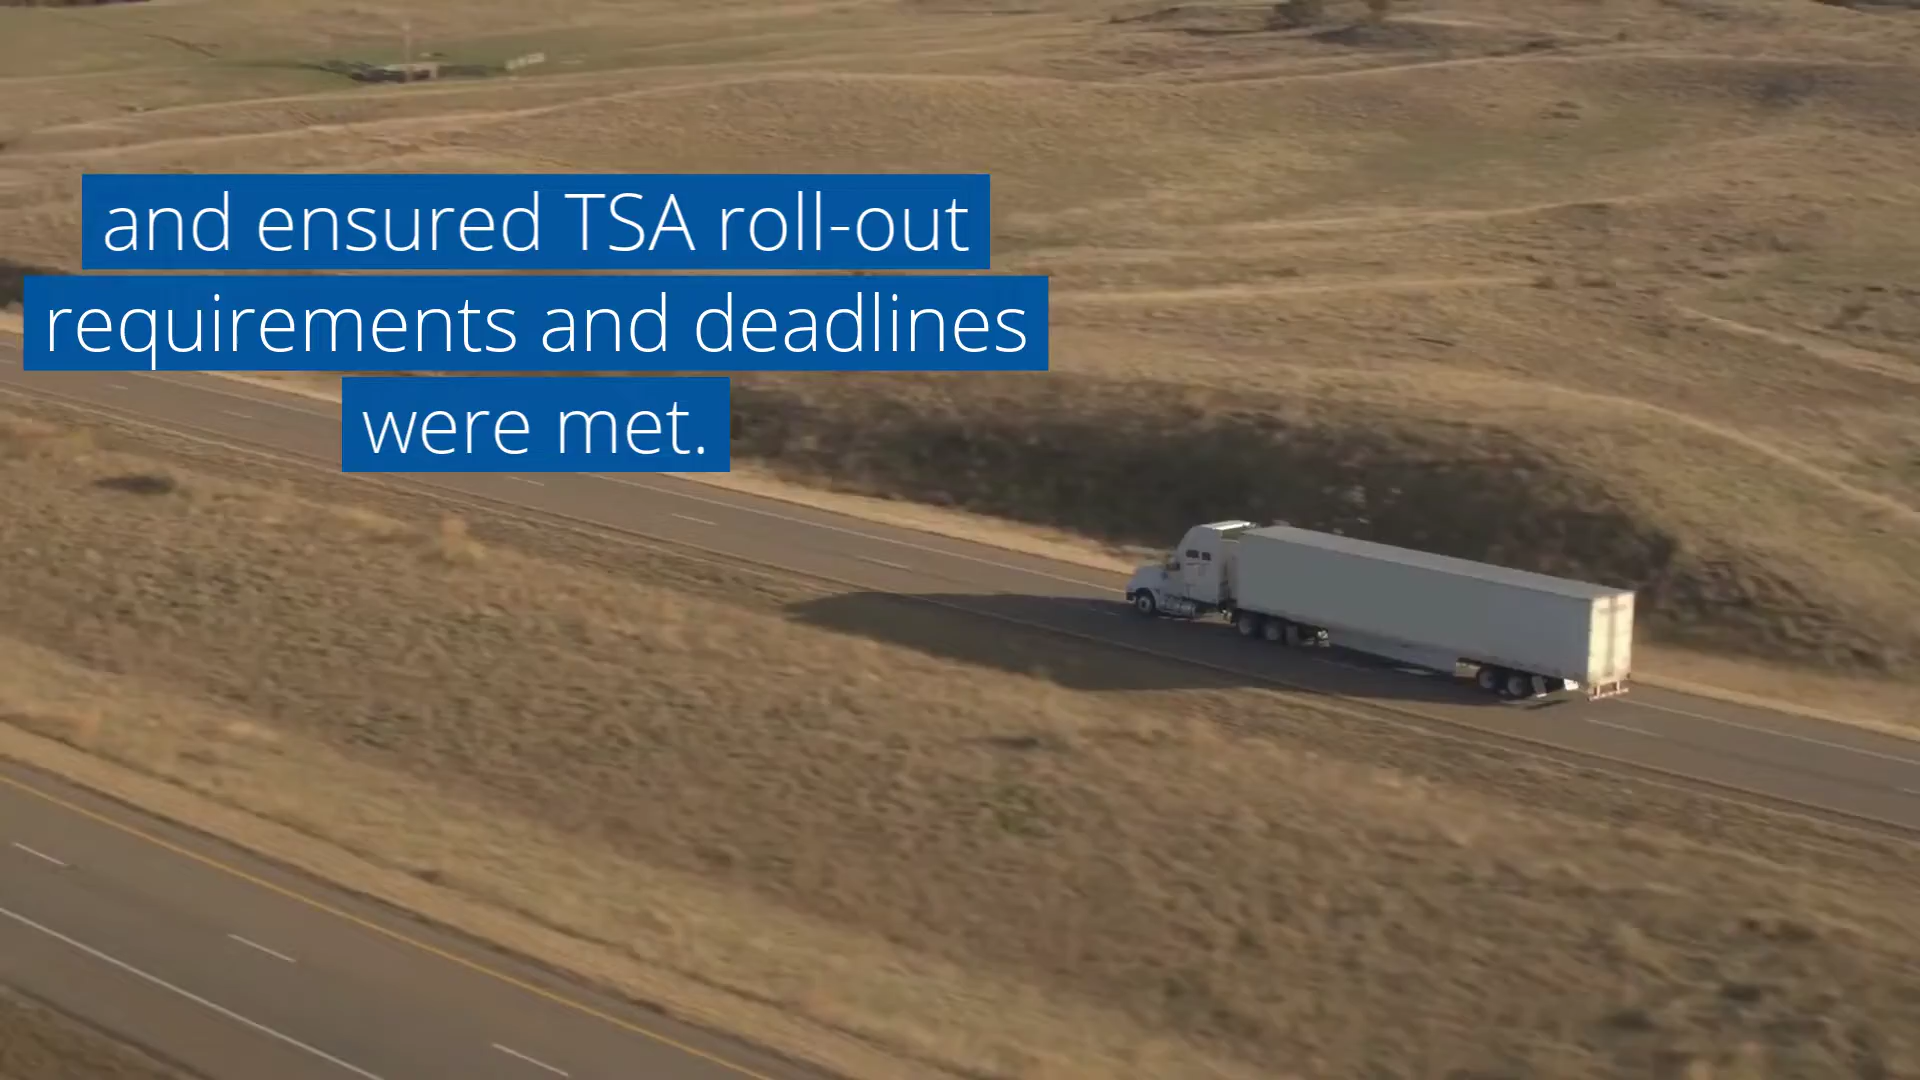 and ensured TSA roll-out
requirements and deadlines
were met.